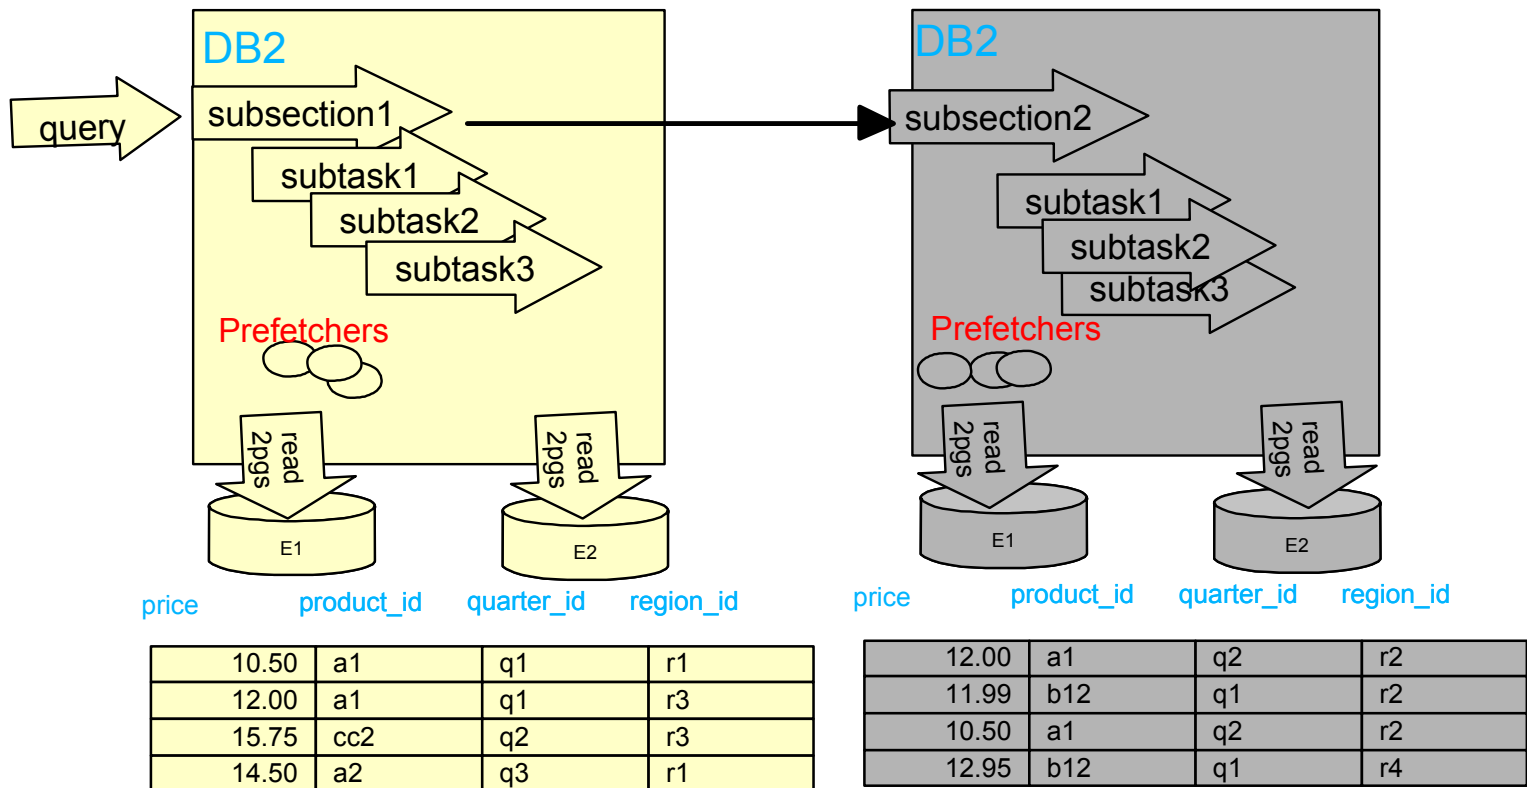 DB2
query
subsection1
subtask1
subtask2
subtask3
Prefetchers
read
2pgs
read
2pgs
E1
E2
price product_id quarter_id region_id
10.50 a1 q1 r1
12.00 a1 q1 r3
15.75 cc2 q2 r3
14.50 a2 q3 r1
DB2
subsection2
subtask1
subtask2
subtask3
Prefetchers
read
2pgs
read
2pgs
E1
E2
price product_id quarter_id region_id
12.00 a1 q2 r2
11.99 b12 q1 r2
10.50 a1 q2 r2
12.95 b12 q1 r4